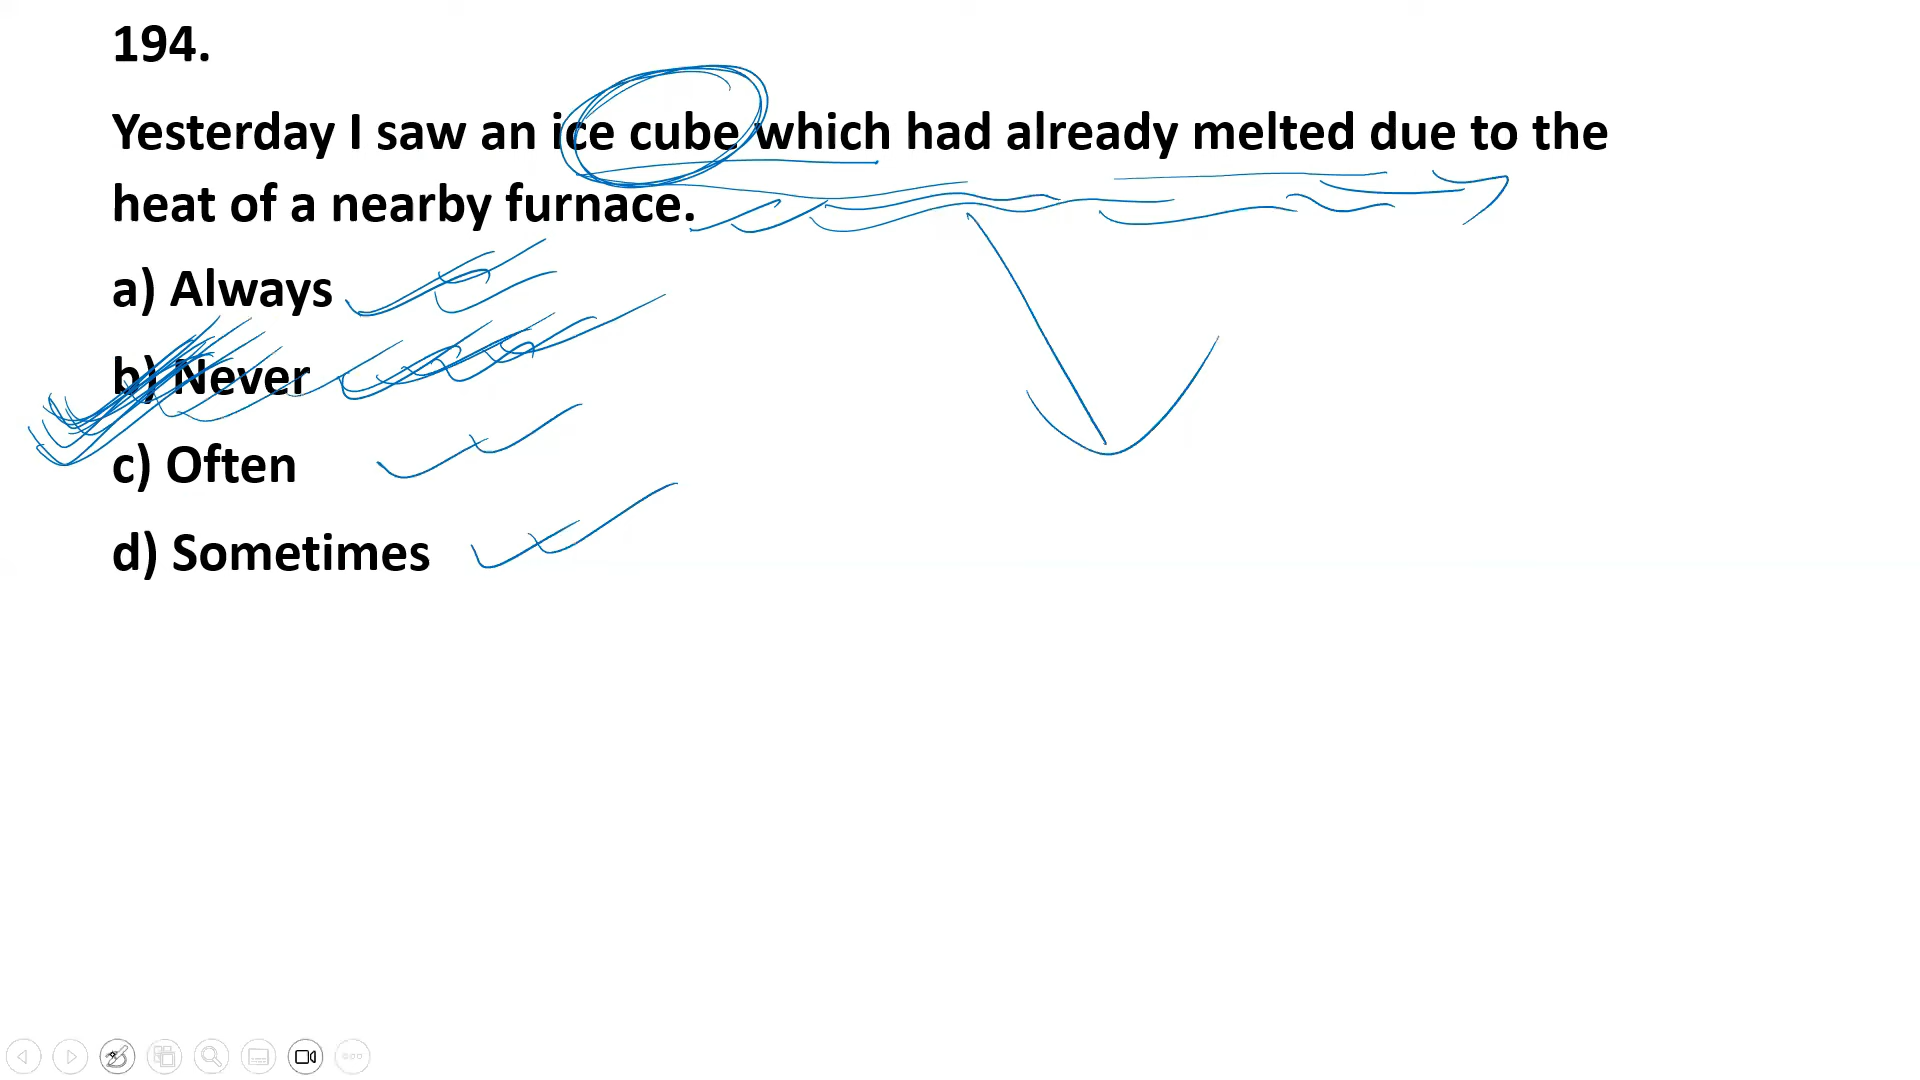 194.
Yesterday I saw an ice cube which had already melted due to the
heat of a nearby furnace.
a) Always
b) Never
c) Often
d) Sometimes